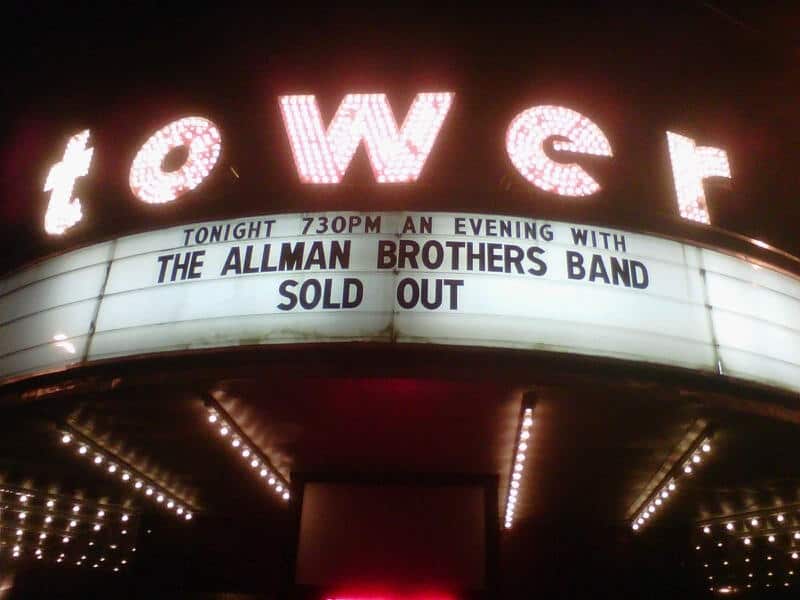 tower
TONIGHT 730PM AN EVENING WITH
THE ALLMAN BROTHERS BAND
SOLD OUT